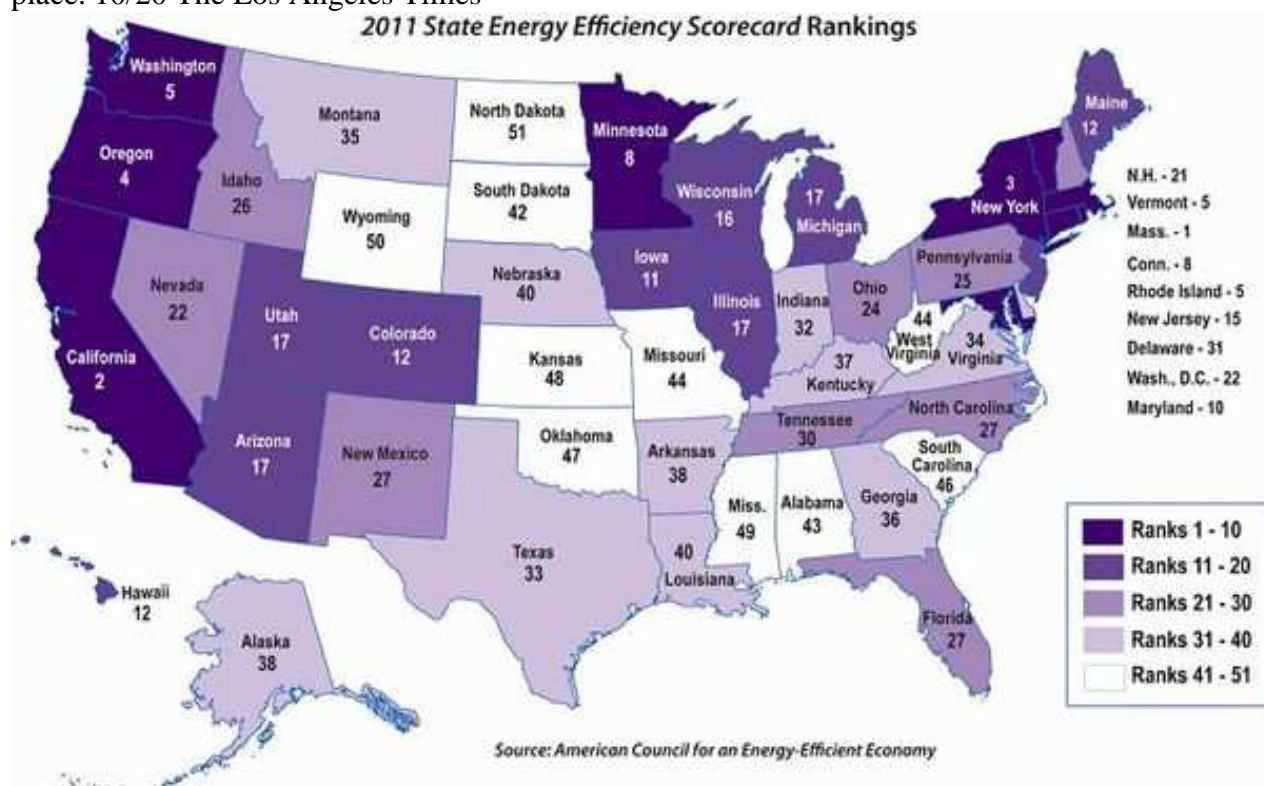 place. 10/20 The Los Angeles Times
2011 State Energy Efficiency Scorecard Rankings
Washington
5
Oregon
4
California
2
Idaho
26
Nevada
22
Montana
35
Wyoming
50
Utah
17
Colorado
12
Arizona
17
New Mexico
27
North Dakota
51
South Dakota
42
Nebraska
40
Kansas
48
Oklahoma
47
Texas
33
Minnesota
8
Iowa
11
Missouri
44
Arkansas
38
40
Louisiana
Wisconsin
16
Illinois
17
17
Michigan
Indiana
32
Ohio
24
37
Kentucky
Tennessee
30
Miss.
49
Alabama
43
Georgia
36
Florida
27
South
Carolina
46
North Carolina
27
34
Virginia
44
West
Virginia
Pennsylvania
25
3
New York
Maine
12
N.H. - 21
Vermont - 5
Mass. - 1
Conn. - 8
Rhode Island - 5
New Jersey - 15
Delaware - 31
Wash., D.C. - 22
Maryland - 10
Hawaii
12
Alaska
38
Ranks 1 - 10
Ranks 11 - 20
Ranks 21 - 30
Ranks 31 - 40
Ranks 41 - 51
Source: American Council for an Energy-Efficient Economy